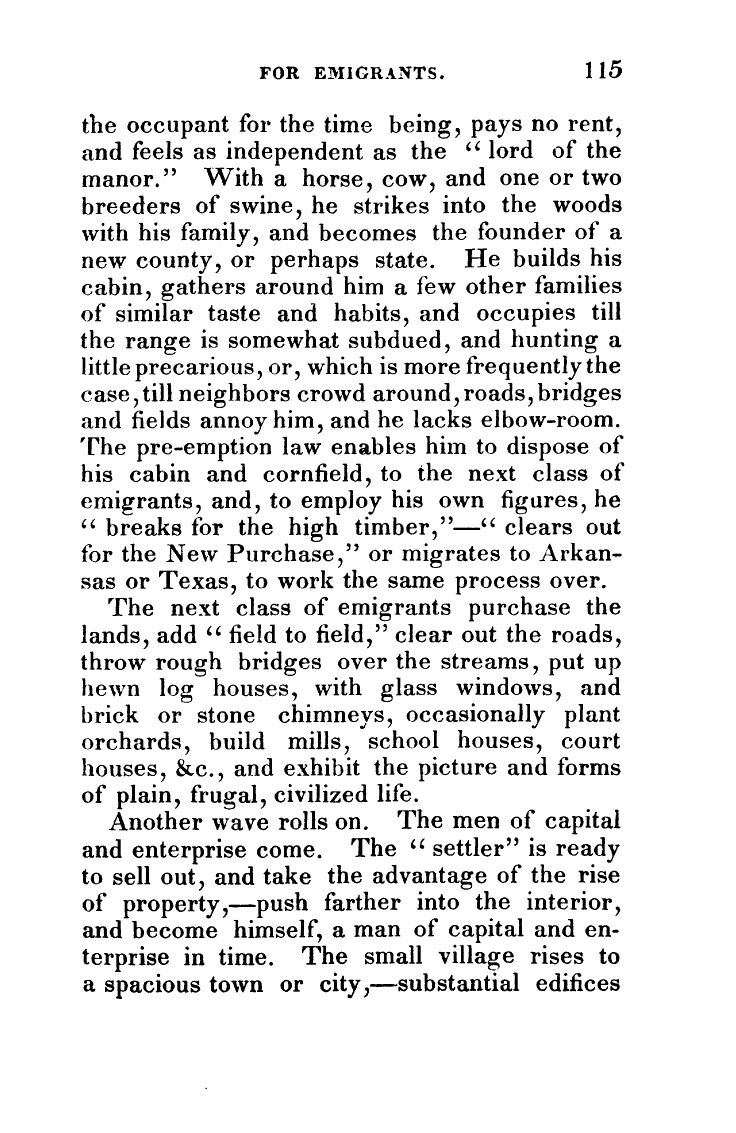 FOR EMIGRANTS. 115
the occupant for the time being, pays no rent,
and feels as independent as the “ lord of the
manor.” With a horse, cow, and one or two
breeders of swine, he strikes into the woods
with his family, and becomes the founder of a
new county, or perhaps state. He builds his
cabin, gathers around him a few other families
of similar taste and habits, and occupies till
the range is somewhat subdued, and hunting a
little precarious, or, which is more frequently the
case, till neighbors crowd around, roads, bridges
and fields annoy him, and he lacks elbow-room.
The pre-emption law enables him to dispose of
his cabin and cornfield, to the next class of
emigrants, and, to employ his own figures, he
“ breaks for the high timber,”—“ clears out
for the New Purchase,” or migrates to Arkan-
sas or Texas, to work the same process over.
The next class of emigrants purchase the
lands, add “ field to field,” clear out the roads,
throw rough bridges over the streams, put up
hewn log houses, with glass windows, and
brick or stone chimneys, occasionally plant
orchards, build mills, school houses, court
houses, &c., and exhibit the picture and forms
of plain, frugal, civilized life.
Another wave rolls on. The men of capital
and enterprise come. The “ settler” is ready
to sell out, and take the advantage of the rise
of property,—push farther into the interior,
and become himself, a man of capital and en-
terprise in time. The small village rises to
a spacious town or city,—substantial edifices